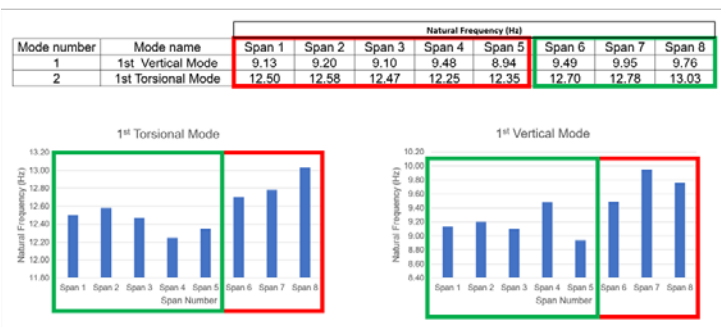 Natural Frequency (Hz)
Mode number Mode name Span 1 Span 2 Span 3 Span 4 Span 5 Span 6 Span 7 Span 8
1 1st Vertical Mode 9.13 9.20 9.10 9.48 8.94 9.49 9.95 9.76
2 1st Torsional Mode 12.50 12.58 12.47 12.25 12.35 12.70 12.78 13.03
1st Torsional Mode
13.20
13.00
12.80
12.60
12.40
12.20
12.00
11.80
Natural Frequency (Hz)
Span 1 Span 2 Span 3 Span 4 Span 5 Span 6 Span 7 Span 8
Span Number
1st Vertical Mode
10.20
10.00
9.80
9.60
9.40
9.20
9.00
8.80
8.60
8.40
Natural Frequency (Hz)
Span 1 Span 2 Span 3 Span 4 Span 5 Span 6 Span 7 Span 8
Span Number